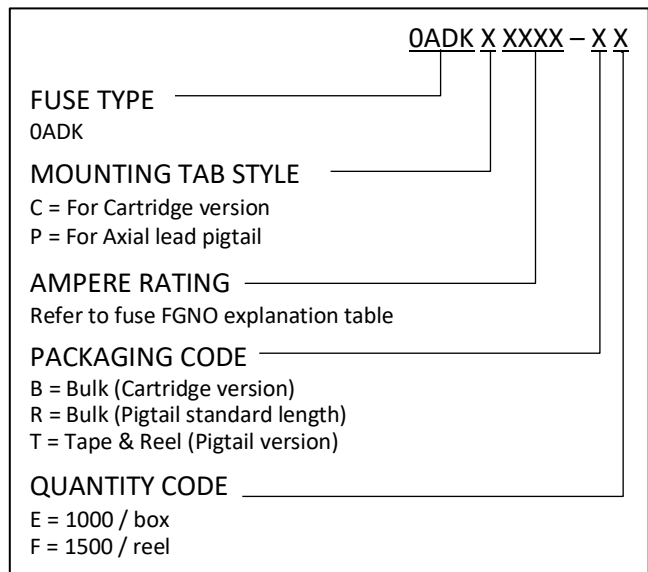 0ADK X XXXX – X X
FUSE TYPE
0ADK
MOUNTING TAB STYLE
C = For Cartridge version
P = For Axial lead pigtail
AMPERE RATING
Refer to fuse FGNO explanation table
PACKAGING CODE
B = Bulk (Cartridge version)
R = Bulk (Pigtail standard length)
T = Tape & Reel (Pigtail version)
QUANTITY CODE
E = 1000 / box
F = 1500 / reel